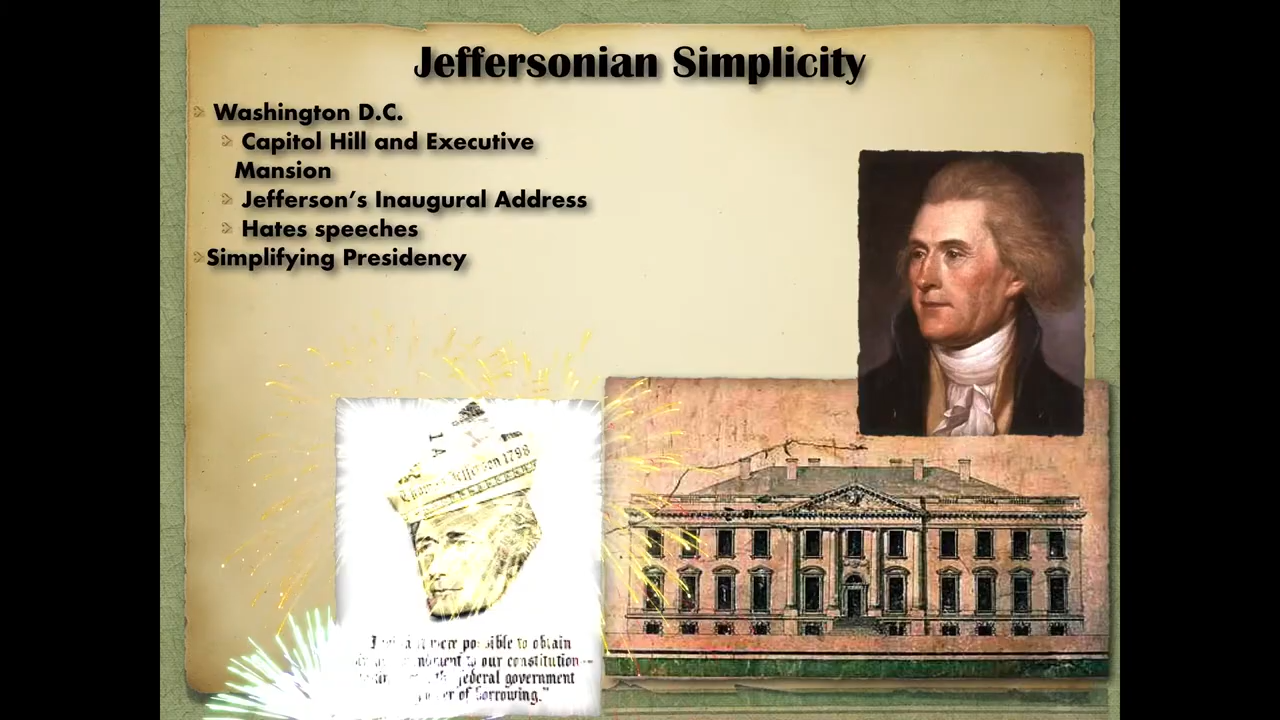 Jeffersonian Simplicity
Washington D.C.
Capitol Hill and Executive
Mansion
Jefferson's Inaugural Address
Hates speeches
Simplifying Presidency
Jefferson 1798
possible to obtain
to our constitution--
federal government
of borrowing."